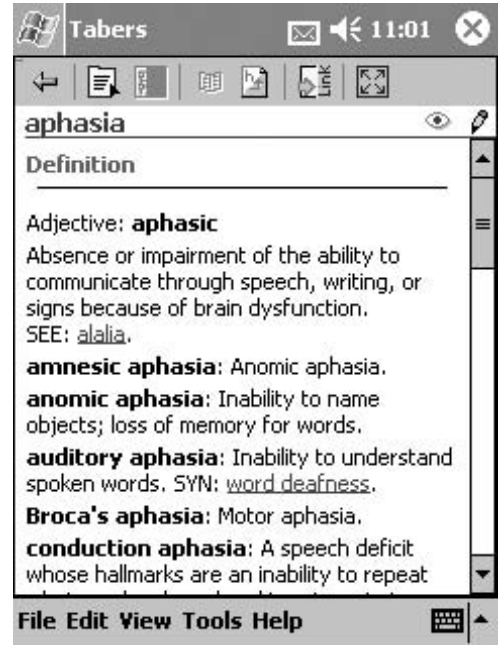 Tabers 11:01
LINK
aphasia
Definition
Adjective: aphasic
Absence or impairment of the ability to
communicate through speech, writing, or
signs because of brain dysfunction.
SEE: alalia.
amnesic aphasia: Anomic aphasia.
anomic aphasia: Inability to name
objects; loss of memory for words.
auditory aphasia: Inability to understand
spoken words. SYN: word deafness.
Broca's aphasia: Motor aphasia.
conduction aphasia: A speech deficit
whose hallmarks are an inability to repeat
File Edit View Tools Help